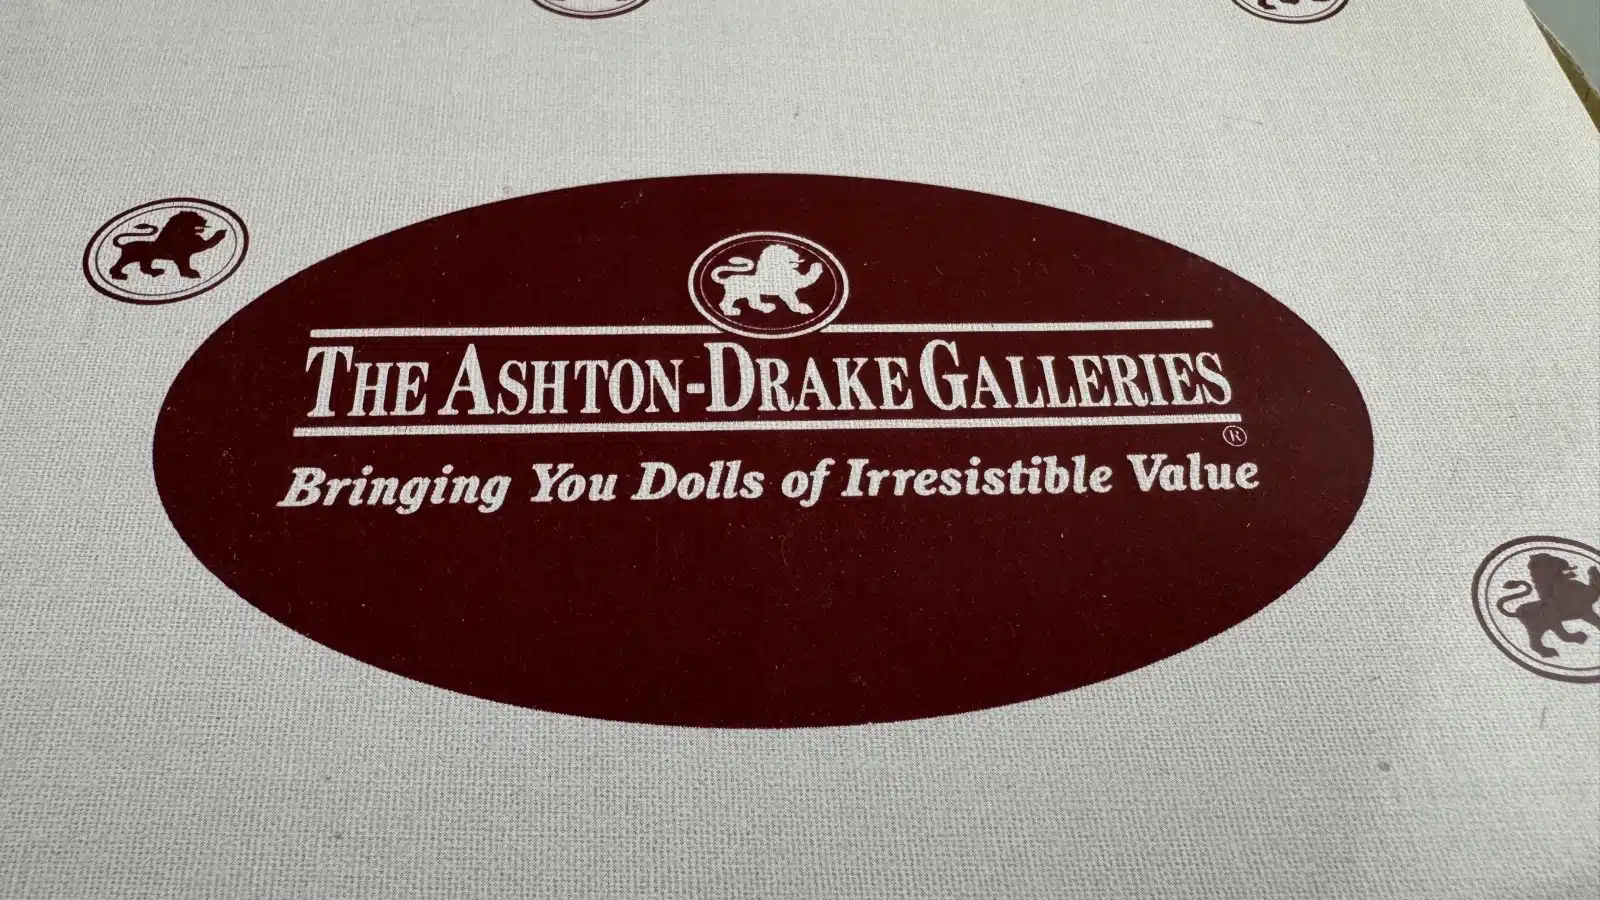 THE ASHTON-DRAKE GALLERIES
®
Bringing You Dolls of Irresistible Value